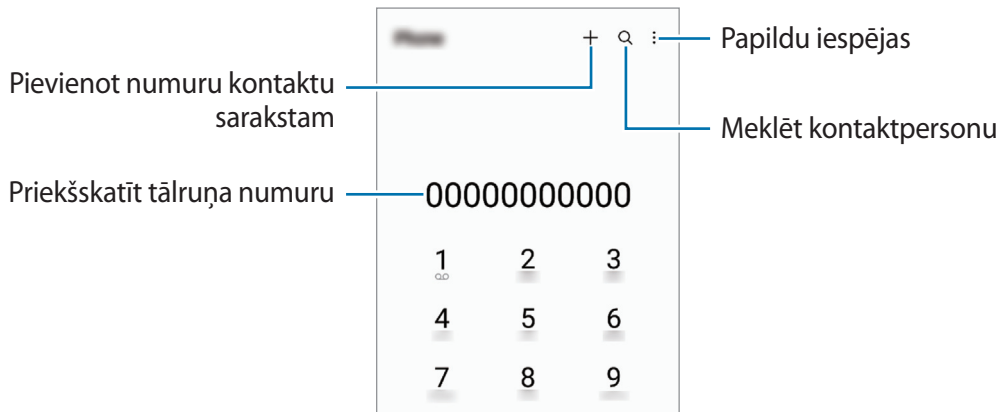 Papildu iespējas
Pievienot numuru kontaktu
sarakstam
Meklēt kontaktpersonu
Priekšskatīt tālruņa numuru
00000000000
1 2 3
4 5 6
7 8 9